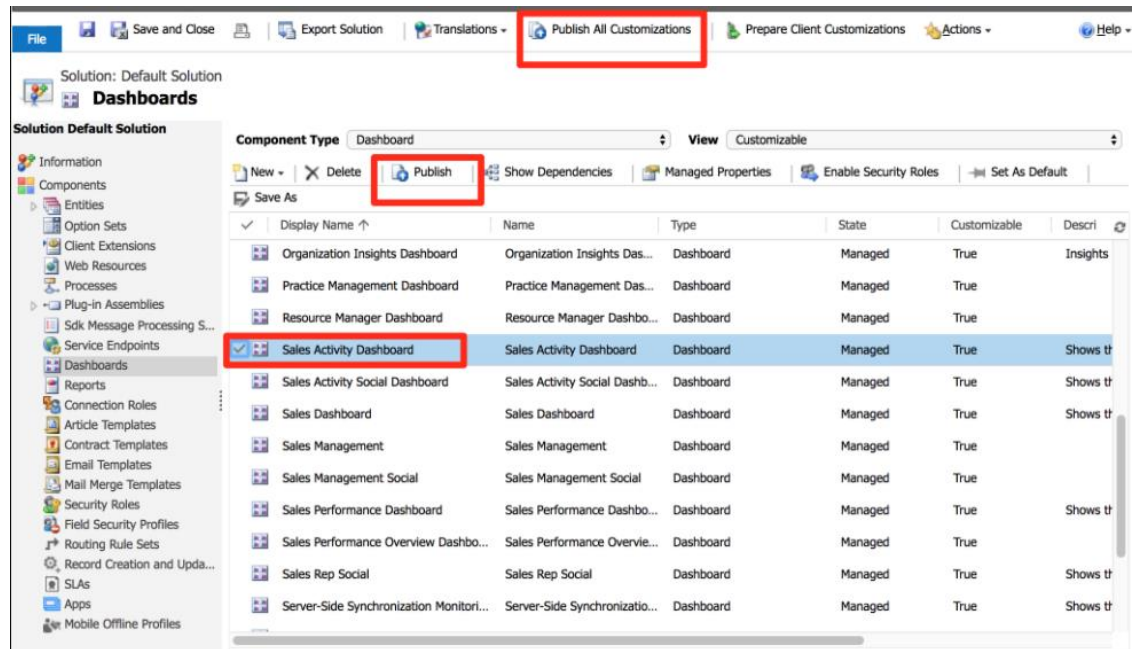 File Save and Close Export Solution Translations Publish All Customizations Prepare Client Customizations Actions Help
Solution: Default Solution
Dashboards
Solution Default Solution
Information
Components
Entities
Option Sets
Client Extensions
Web Resources
Processes
Plug-in Assemblies
Sdk Message Processing S...
Service Endpoints
Dashboards
Reports
Connection Roles
Article Templates
Contract Templates
Email Templates
Mail Merge Templates
Security Roles
Field Security Profiles
Routing Rule Sets
Record Creation and Upda...
SLAs
Apps
Mobile Offline Profiles
Component Type Dashboard View Customizable
New Delete Publish Show Dependencies Managed Properties Enable Security Roles Set As Default
Save As
Display Name Name Type State Customizable Descri
Organization Insights Dashboard Organization Insights Das... Dashboard Managed True Insights
Practice Management Dashboard Practice Management Das... Dashboard Managed True
Resource Manager Dashboard Resource Manager Dashbo... Dashboard Managed True
Sales Activity Dashboard Sales Activity Dashboard Dashboard Managed True Shows th
Sales Activity Social Dashboard Sales Activity Social Dashb... Dashboard Managed True Shows th
Sales Dashboard Sales Dashboard Dashboard Managed True Shows th
Sales Management Sales Management Dashboard Managed True
Sales Management Social Sales Management Social Dashboard Managed True
Sales Performance Dashboard Sales Performance Dashbo... Dashboard Managed True Shows th
Sales Performance Overview Dashbo... Sales Performance Overvie... Dashboard Managed True
Sales Rep Social Sales Rep Social Dashboard Managed True Shows th
Server-Side Synchronization Monitori... Server-Side Synchronizatio... Dashboard Managed True Shows th